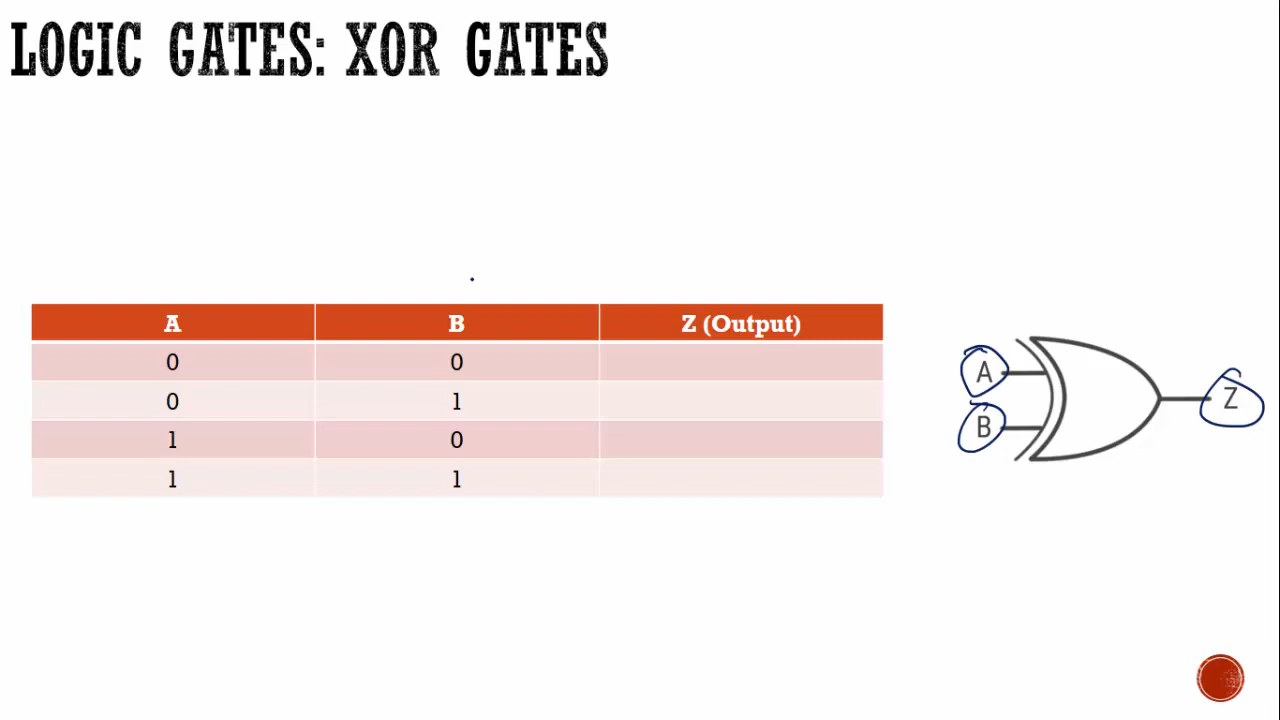 LOGIC GATES: XOR GATES
A B Z (Output)
0 0
0 1
1 0
1 1
A
B
Z